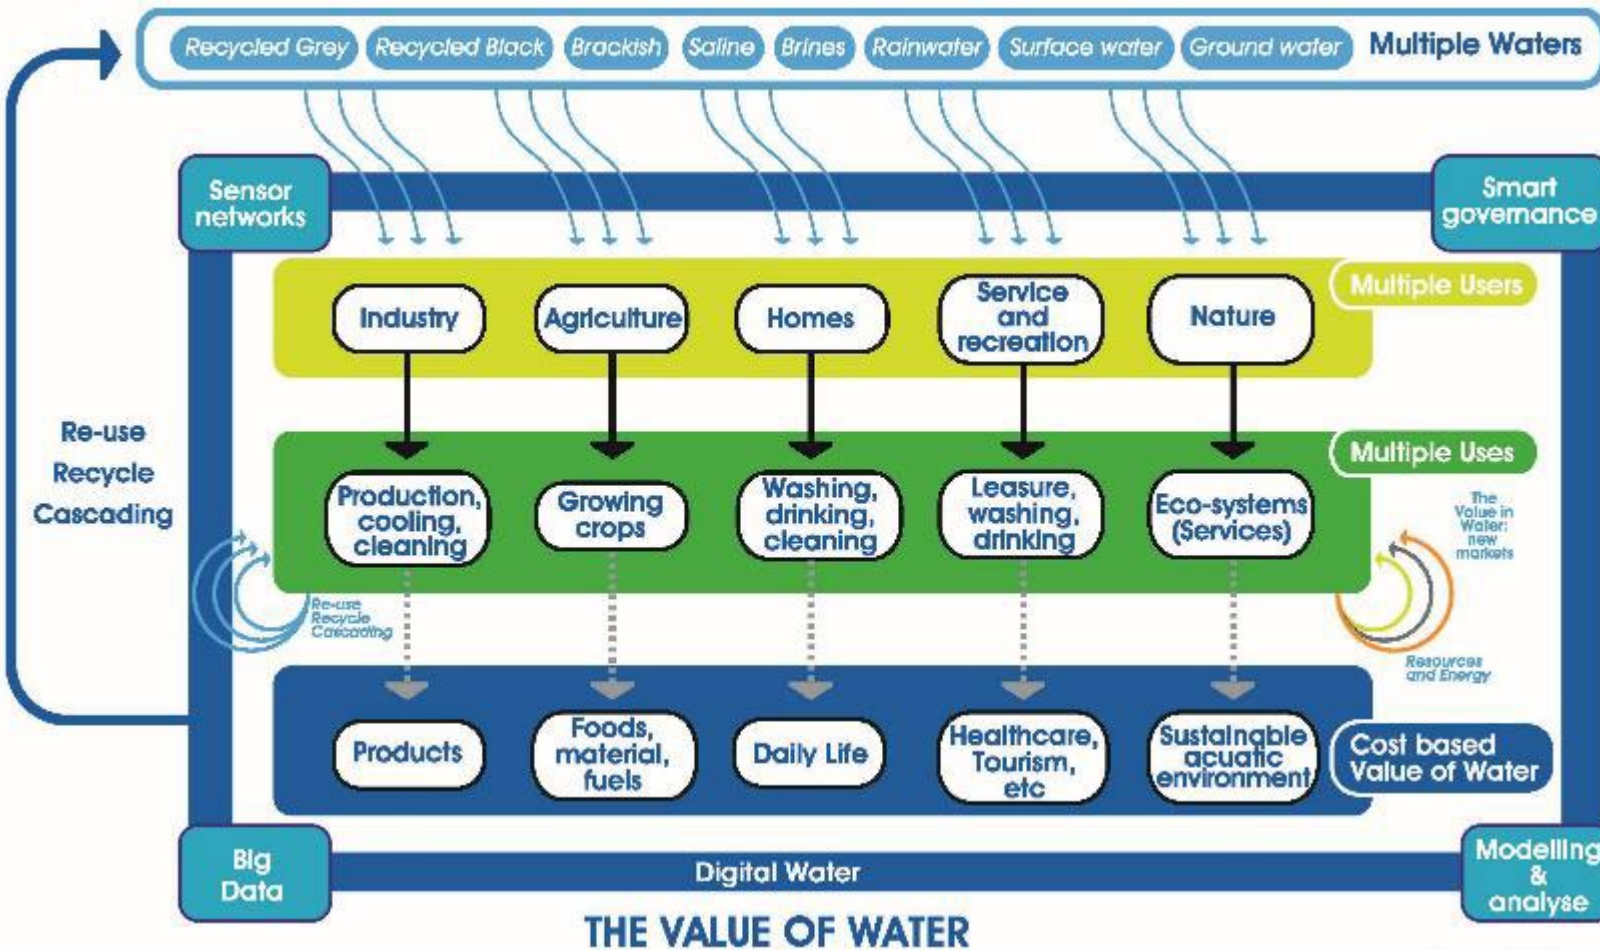 Recycled Grey
Recycled Black
Brackish
Saline
Brines
Rainwater
Surface water
Ground water
Multiple Waters
Sensor
networks
Smart
governance
Multiple Users
Industry
Agriculture
Homes
Service
and
recreation
Nature
Re-use
Recycle
Cascading
Multiple Uses
Production,
cooling,
cleaning
Growing
crops
Washing,
drinking,
cleaning
Leasure,
washing,
drinking
Eco-systems
(Services)
The
Value in
Water:
new
markets
Re-use
Recycle
Cascading
Resources
and Energy
Products
Foods,
material,
fuels
Daily Life
Healthcare,
Tourism,
etc
Sustainable
acuatic
environment
Cost based
Value of Water
Big
Data
Digital Water
Modelling
&
analyse
THE VALUE OF WATER